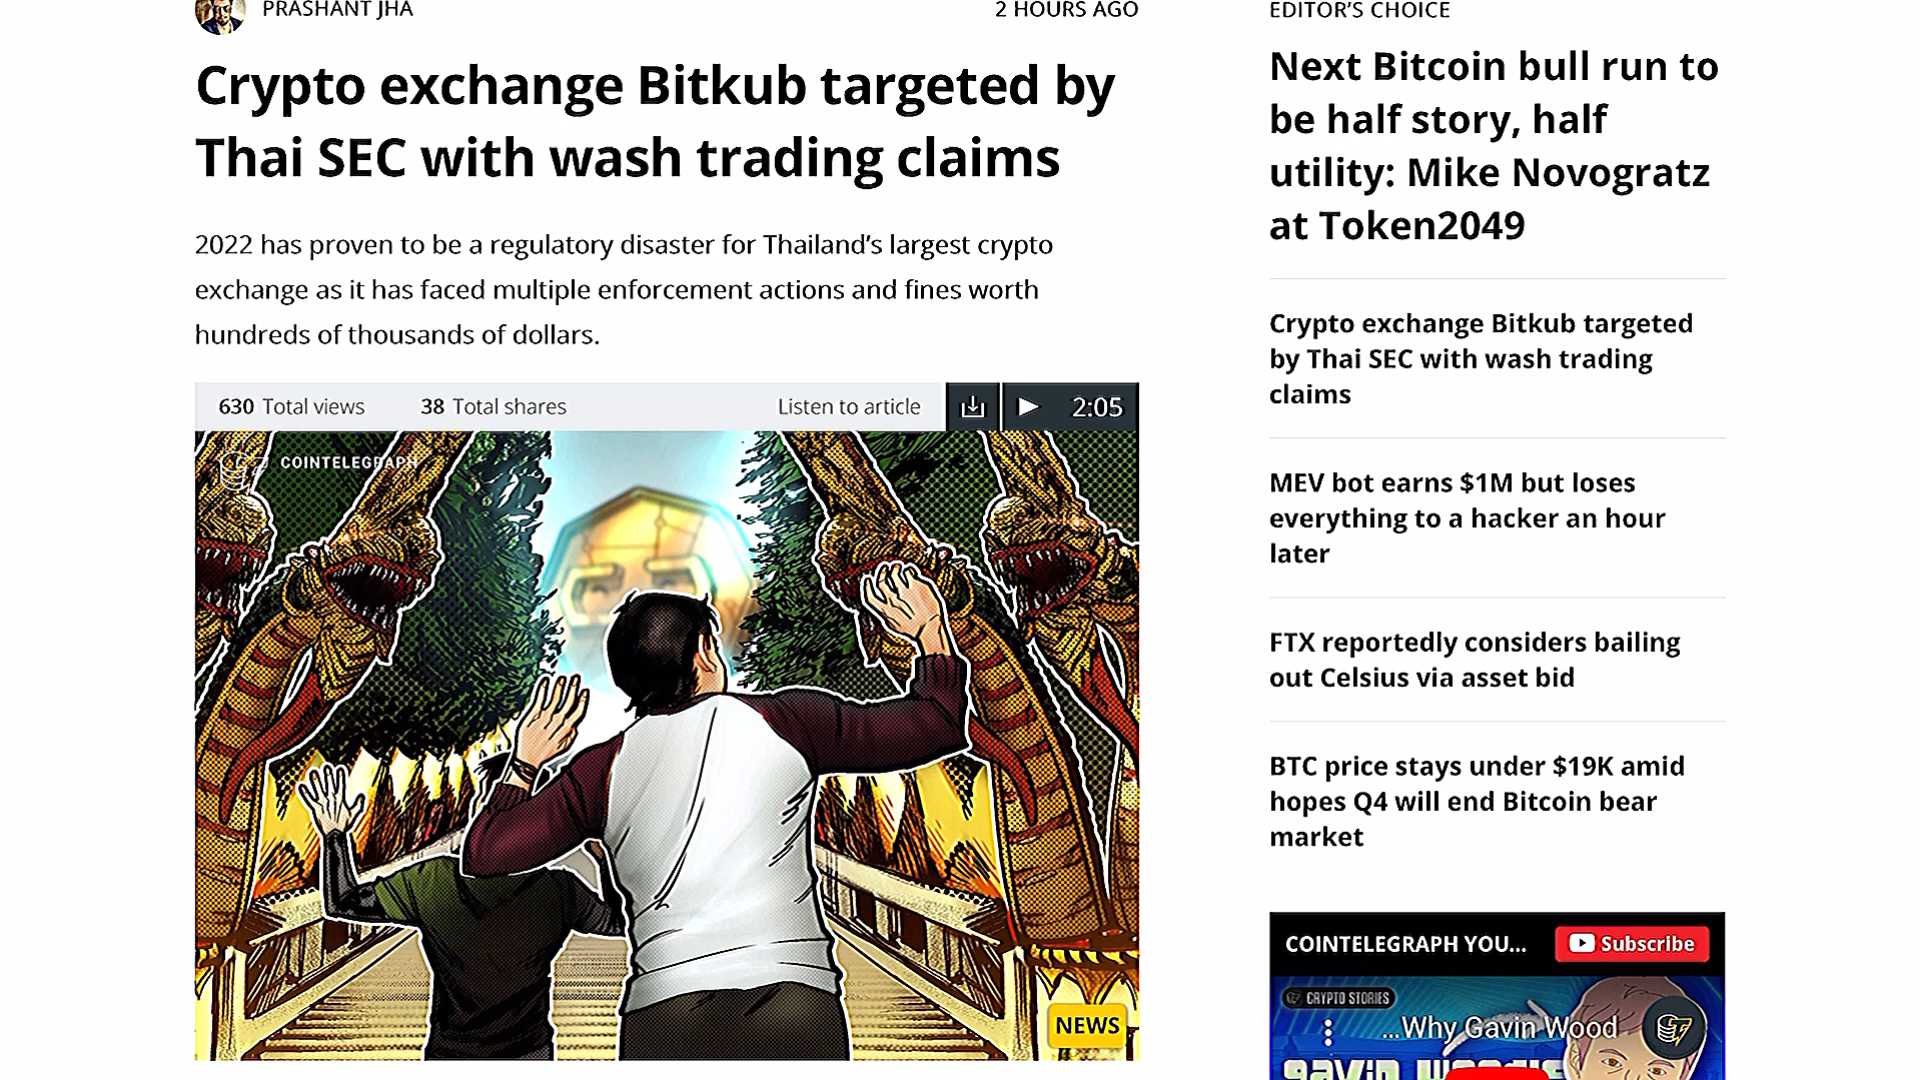 PRASHANT JHA
2 HOURS AGO
Crypto exchange Bitkub targeted by
Thai SEC with wash trading claims
2022 has proven to be a regulatory disaster for Thailand’s largest crypto
exchange as it has faced multiple enforcement actions and fines worth
hundreds of thousands of dollars.
630 Total views
38 Total shares
Listen to article
2:05
COINTELEGRAPH
NEWS
EDITOR’S CHOICE
Next Bitcoin bull run to
be half story, half
utility: Mike Novogratz
at Token2049
Crypto exchange Bitkub targeted
by Thai SEC with wash trading
claims
MEV bot earns $1M but loses
everything to a hacker an hour
later
FTX reportedly considers bailing
out Celsius via asset bid
BTC price stays under $19K amid
hopes Q4 will end Bitcoin bear
market
COINTELEGRAPH YOU...
Subscribe
CRYPTO STORIES
...Why Gavin Wood